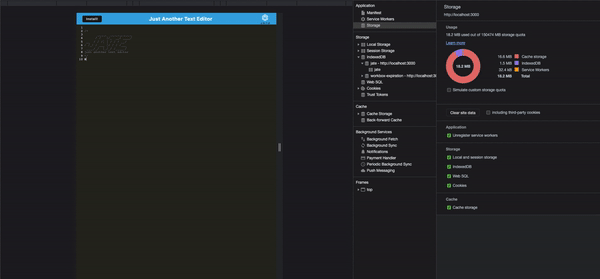 Install!
Just Another Text Editor
Application
Manifest
Service Workers
Storage
Storage
Local Storage
Session Storage
IndexedDB
jate - http://localhost:3000
jate
workbox-expiration - http://localhost:3
Web SQL
Cookies
Trust Tokens
Cache
Cache Storage
Back-forward Cache
Background Services
Background Fetch
Background Sync
Notifications
Payment Handler
Periodic Background Sync
Push Messaging
Frames
top
Storage
http://localhost:3000
Usage
18.2 MB used out of 150474 MB storage quota
Learn more
18.2 MB
16.6 MB Cache storage
1.5 MB IndexedDB
32.4 kB Service Workers
18.2 MB Total
Simulate custom storage quota
Clear site data
including third-party cookies
Application
Unregister service workers
Storage
Local and session storage
IndexedDB
Web SQL
Cookies
Cache
Cache storage